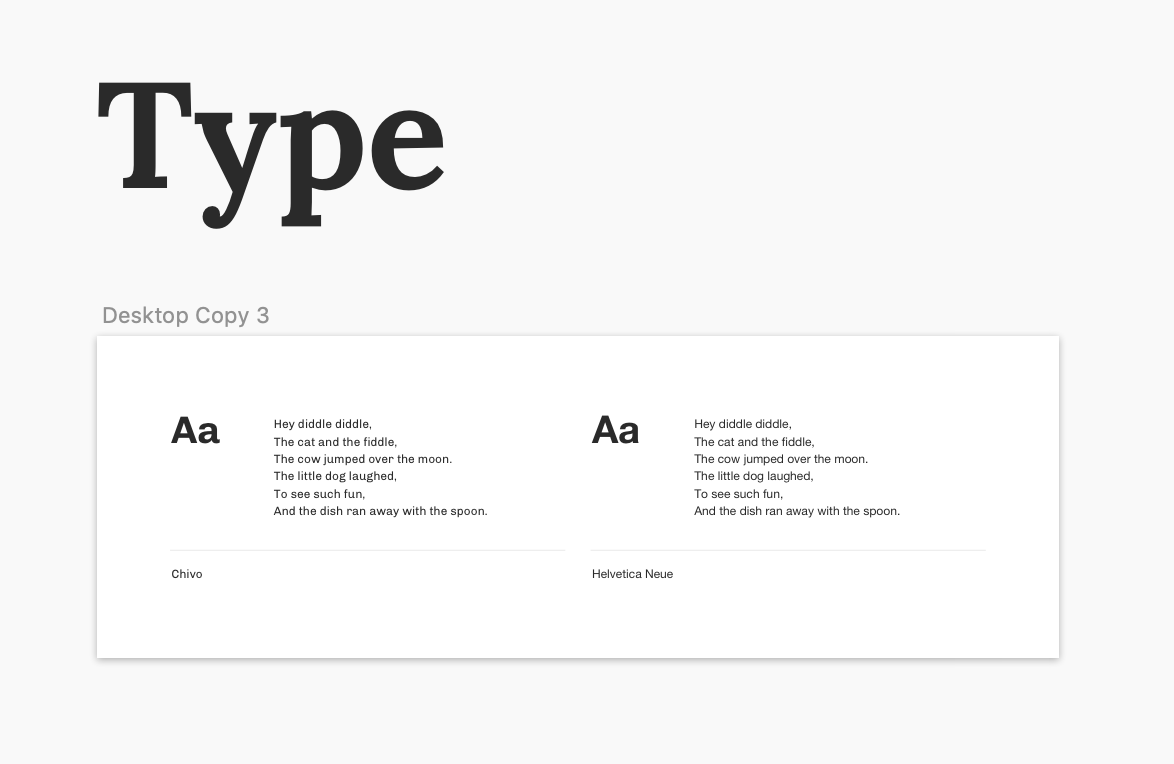 Type
Desktop Copy 3
Aa
Hey diddle diddle,
The cat and the fiddle,
The cow jumped over the moon.
The little dog laughed,
To see such fun,
And the dish ran away with the spoon.
Chivo
Aa
Hey diddle diddle,
The cat and the fiddle,
The cow jumped over the moon.
The little dog laughed,
To see such fun,
And the dish ran away with the spoon.
Helvetica Neue